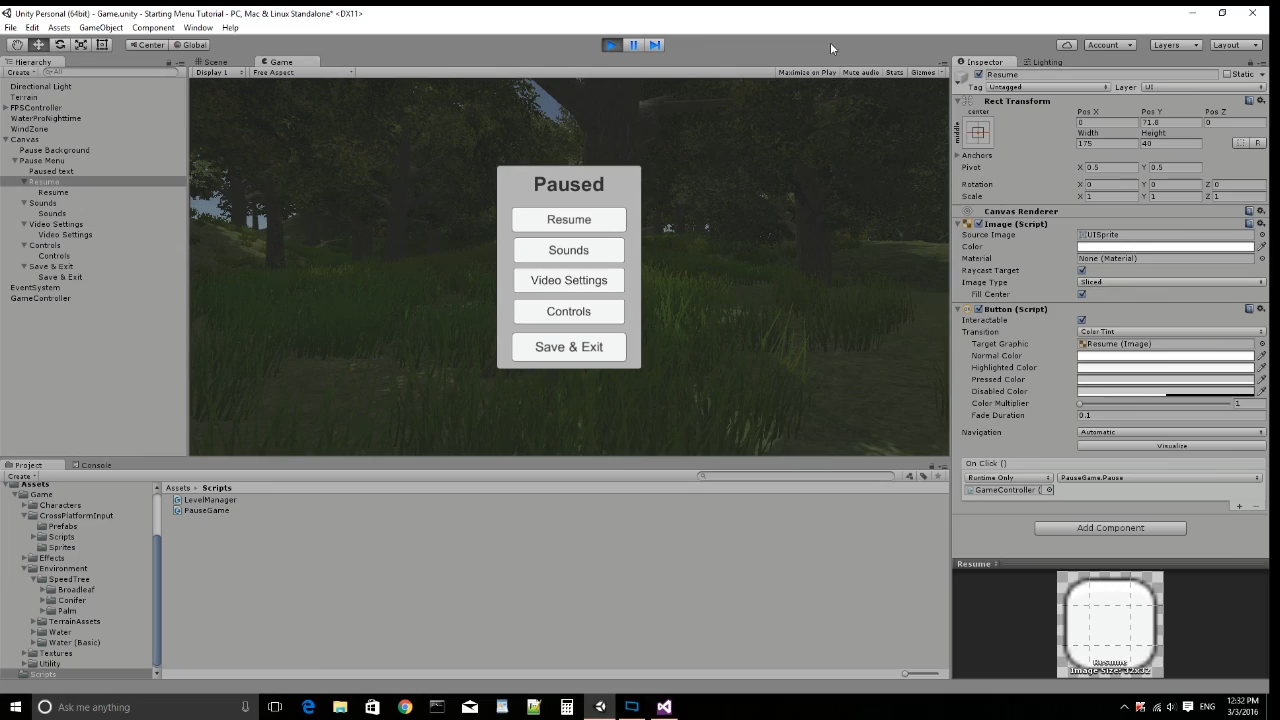 Unity Personal (64bit) - Game.unity - Starting Menu Tutorial - PC, Mac & Linux Standalone* <DX11>
File Edit Assets GameObject Component Window Help
Center Global Account Layers Layout
Hierarchy
Create All
Directional Light
Terrain
FPSController
WaterProNighttime
WindZone
Canvas
Pause Background
Pause Menu
Paused text
Resume
Resume
Sounds
Sounds
Video Settings
Video Settings
Controls
Controls
Save & Exit
Save & Exit
EventSystem
GameController
Scene Game
Display 1 Free Aspect Maximize on Play Mute audio Stats Gizmos
Paused
Resume
Sounds
Video Settings
Controls
Save & Exit
Inspector Lighting
Resume Static
Tag Untagged Layer UI
Rect Transform
center
middle
Pos X Pos Y Pos Z
0 71.6 0
Width Height
175 40
R
Anchors
Pivot X 0.5 Y 0.5
Rotation X 0 Y 0 Z 0
Scale X 1 Y 1 Z 1
Canvas Renderer
Image (Script)
Source Image UISprite
Color
Material None (Material)
Raycast Target
Image Type Sliced
Fill Center
Button (Script)
Interactable
Transition Color Tint
Target Graphic Resume (Image)
Normal Color
Highlighted Color
Pressed Color
Disabled Color
Color Multiplier 1
Fade Duration 0.1
Navigation Automatic
Visualize
On Click ()
Runtime Only PauseGame.Pause
GameController (
+ −
Add Component
Resume
Resume
Image Size: 32x32
Project Console
Create
Assets
Game
Characters
CrossPlatformInput
Prefabs
Scripts
Sprites
Effects
Environment
SpeedTree
Broadleaf
Conifer
Palm
TerrainAssets
Water
Water (Basic)
Textures
Utility
Scripts
Assets Scripts
LevelManager
PauseGame
Ask me anything
ENG
12:32 PM
3/3/2016